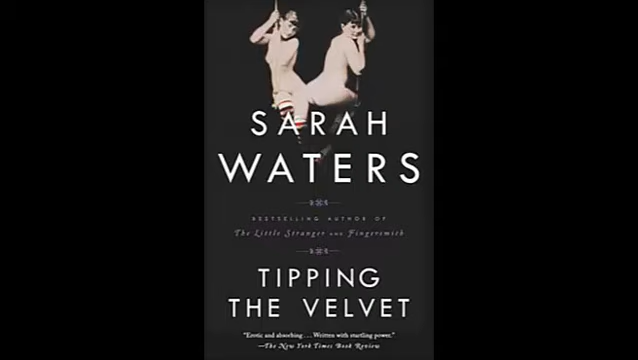 SARAH
WATERS
BESTSELLING AUTHOR OF
The Little Stranger AND Fingersmith
TIPPING
THE VELVET
"Erotic and absorbing . . . Written with startling power."
—The New York Times Book Review